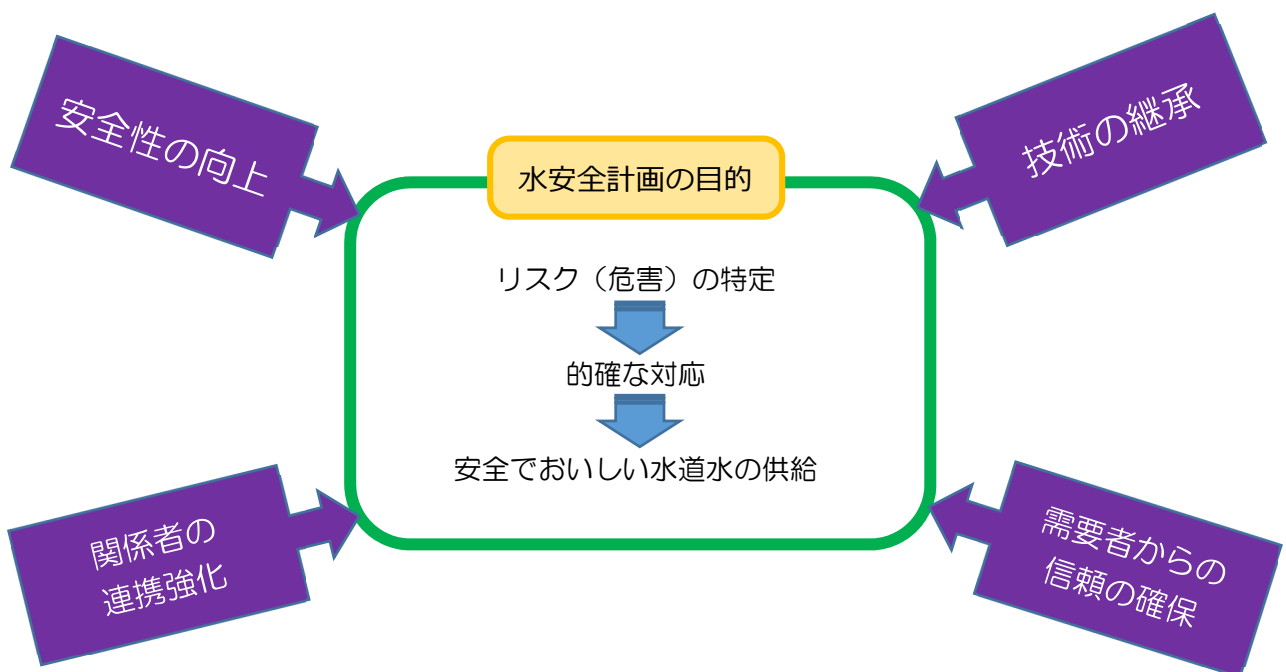 安全性の向上
技術の継承
水安全計画の目的
リスク（危害）の特定
的確な対応
安全でおいしい水道水の供給
関係者の
連携強化
需要者からの
信頼の確保